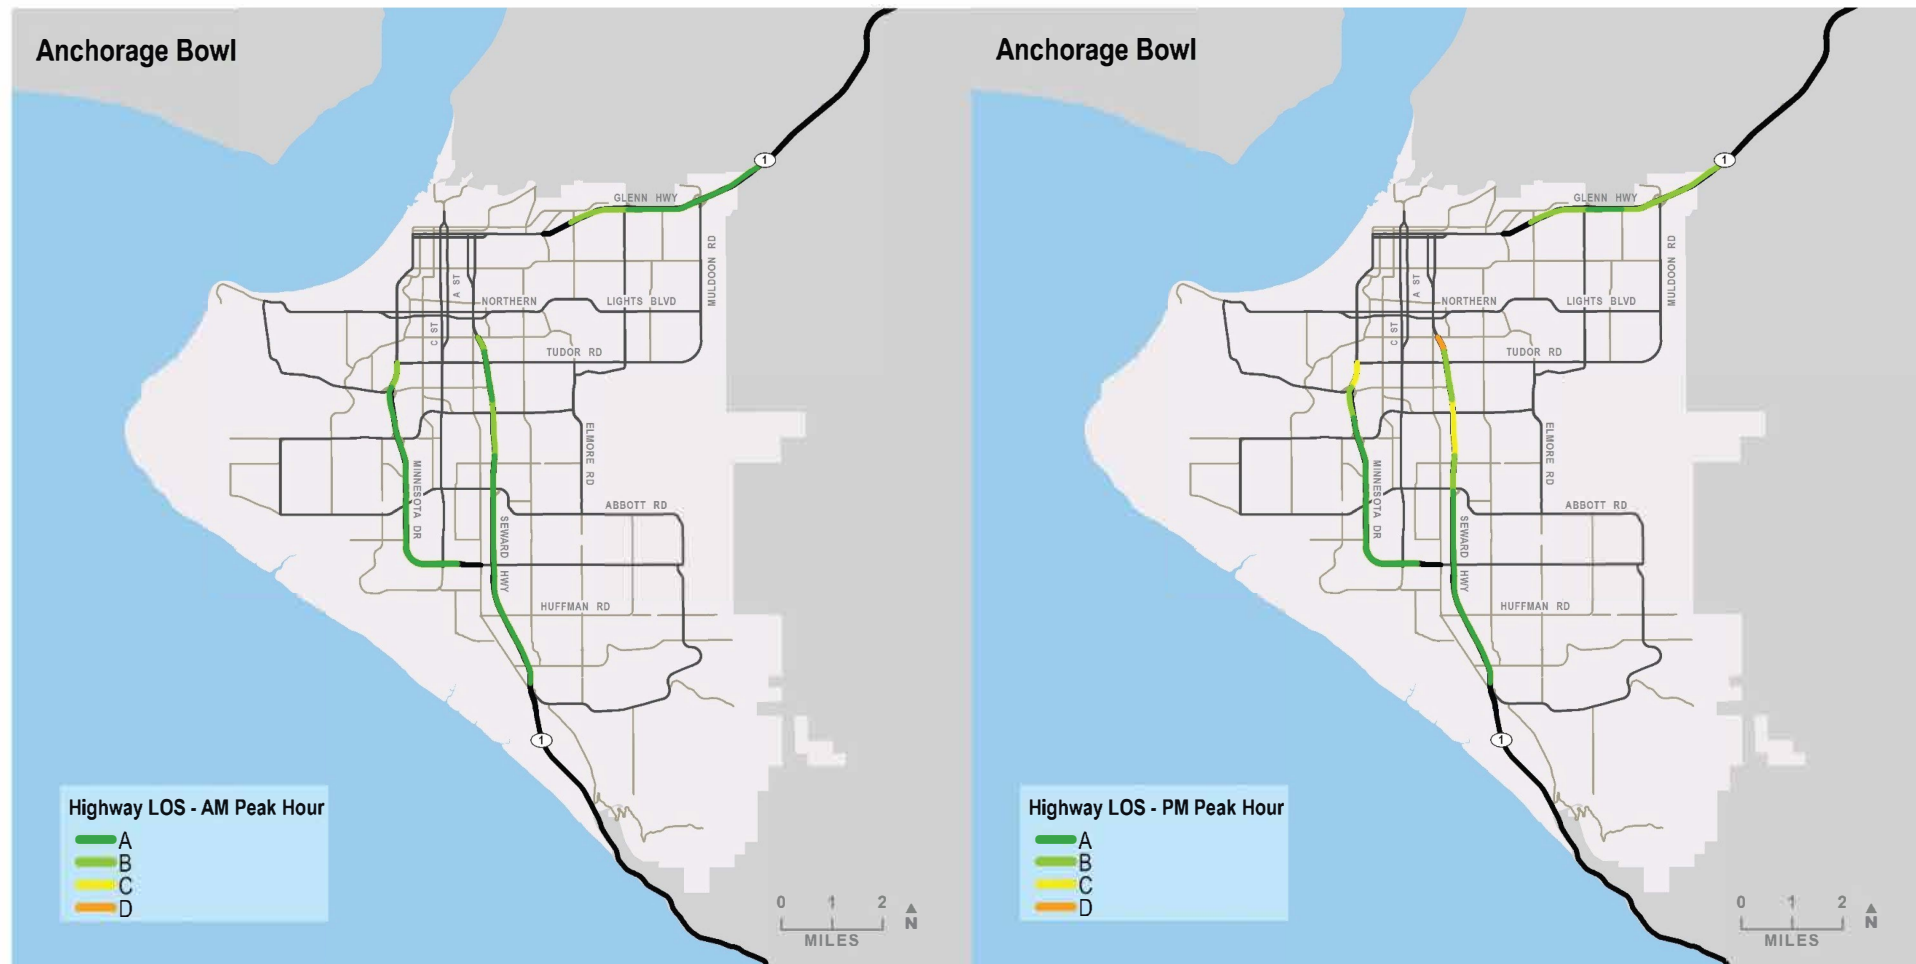 Anchorage Bowl
1
GLENN HWY
MULDOON RD
A ST
NORTHERN LIGHTS BLVD
C ST
TUDOR RD
ELMORE RD
MINNESOTA DR
ABBOTT RD
SEWARD HWY
HUFFMAN RD
1
Highway LOS - AM Peak Hour
A
B
C
D
0 1 2
MILES
N
Anchorage Bowl
1
GLENN HWY
MULDOON RD
A ST
NORTHERN LIGHTS BLVD
C ST
TUDOR RD
ELMORE RD
MINNESOTA DR
ABBOTT RD
SEWARD HWY
HUFFMAN RD
1
Highway LOS - PM Peak Hour
A
B
C
D
0 1 2
MILES
N